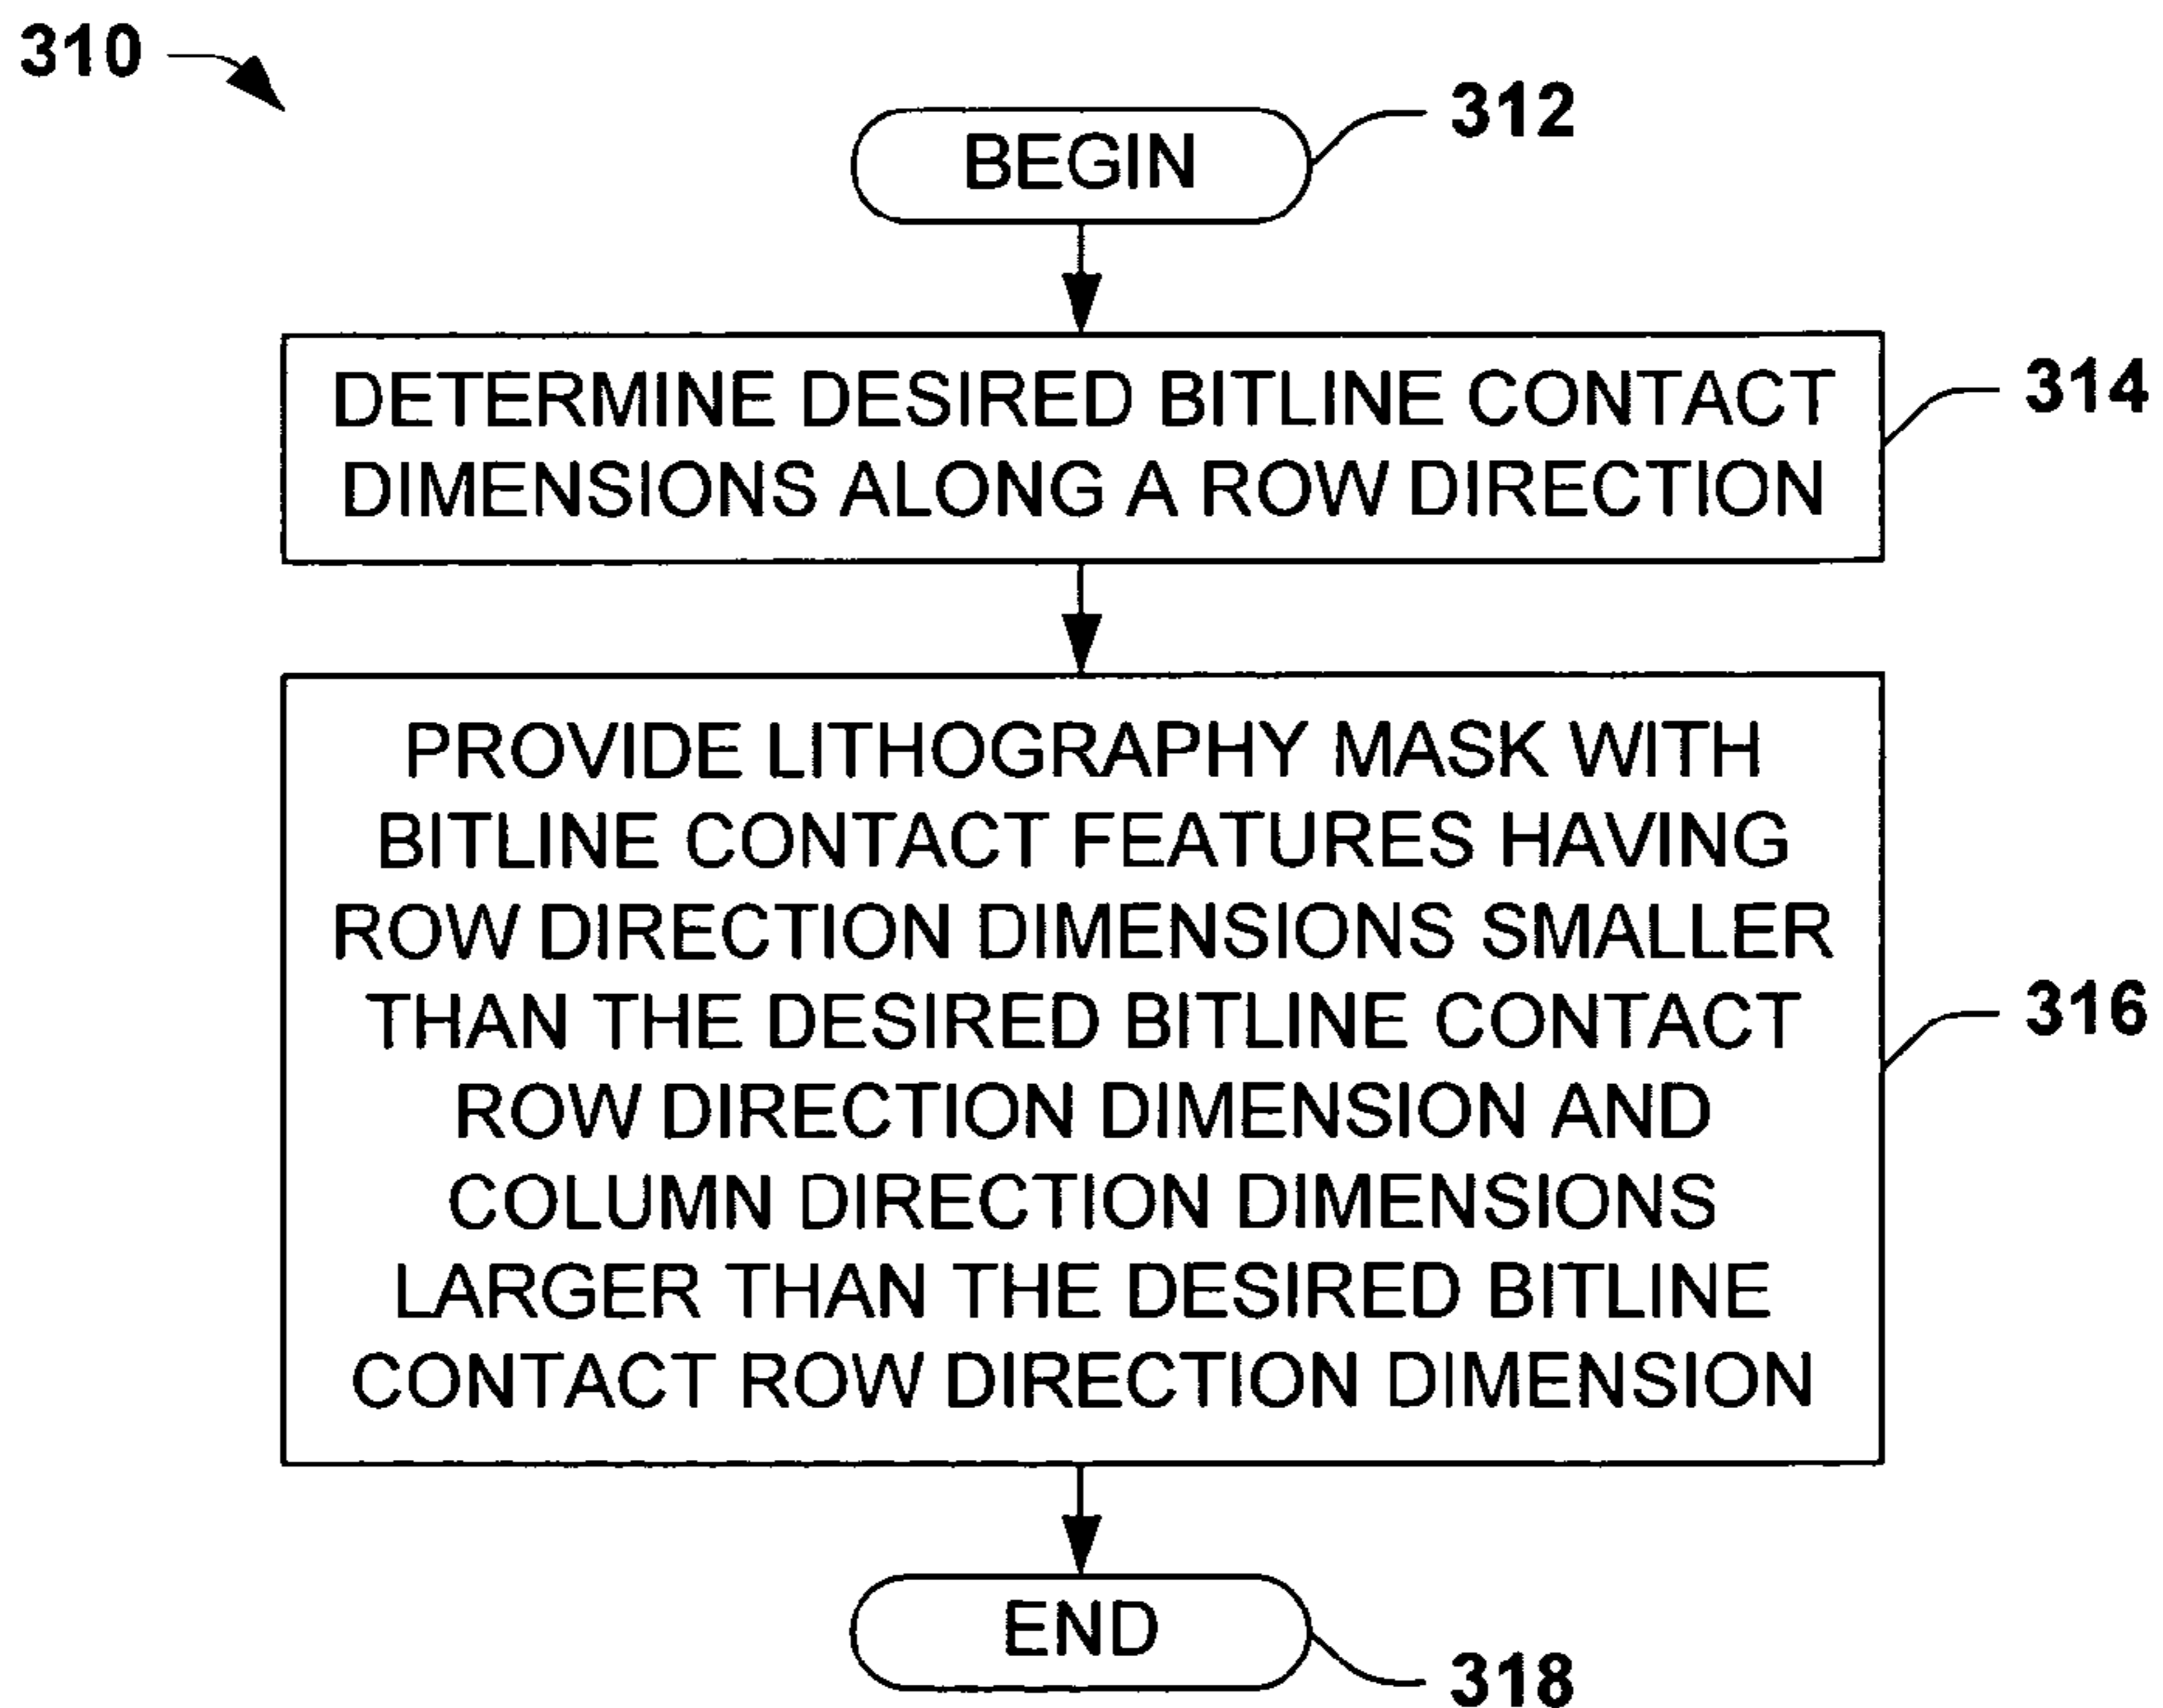 310
BEGIN
312
DETERMINE DESIRED BITLINE CONTACT
DIMENSIONS ALONG A ROW DIRECTION
314
PROVIDE LITHOGRAPHY MASK WITH
BITLINE CONTACT FEATURES HAVING
ROW DIRECTION DIMENSIONS SMALLER
THAN THE DESIRED BITLINE CONTACT
ROW DIRECTION DIMENSION AND
COLUMN DIRECTION DIMENSIONS
LARGER THAN THE DESIRED BITLINE
CONTACT ROW DIRECTION DIMENSION
316
END
318